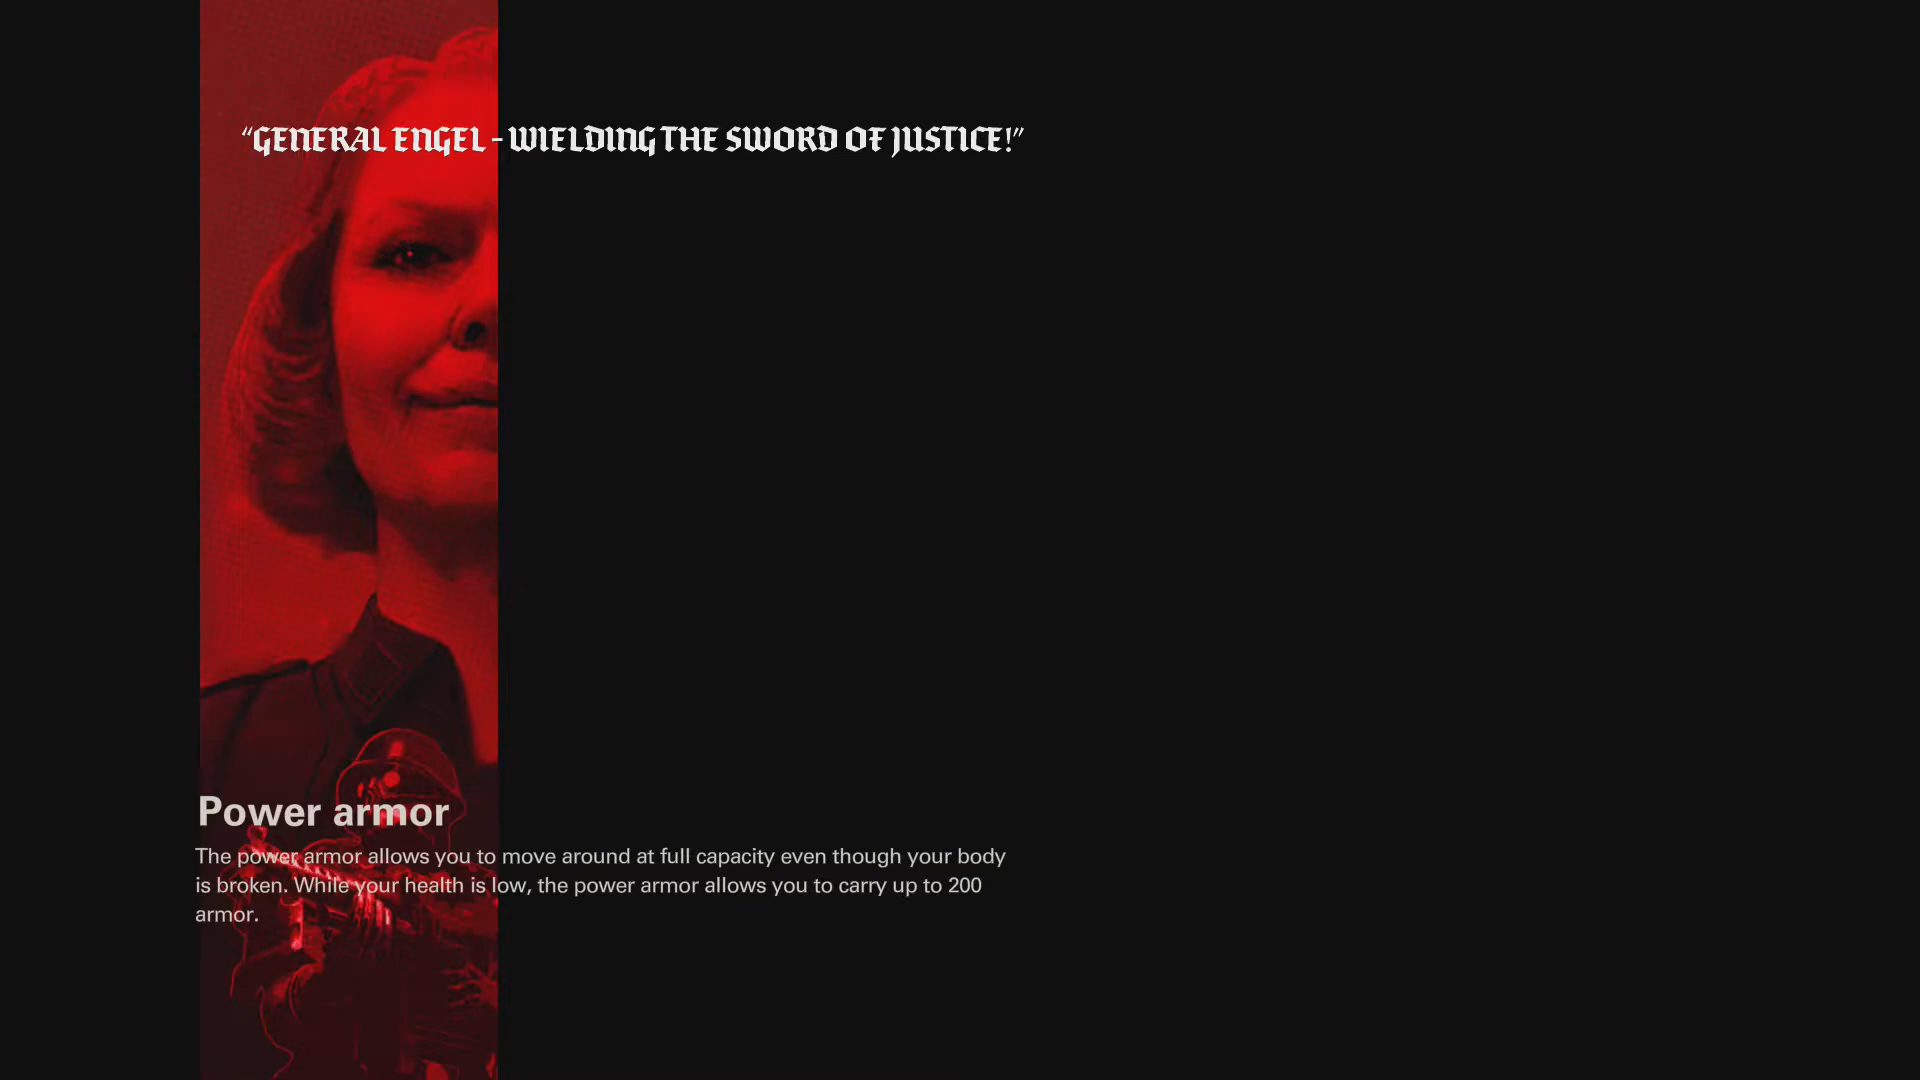 “GENERAL ENGEL - WIELDING THE SWORD OF JUSTICE!”
Power armor
The power armor allows you to move around at full capacity even though your body
is broken. While your health is low, the power armor allows you to carry up to 200
armor.